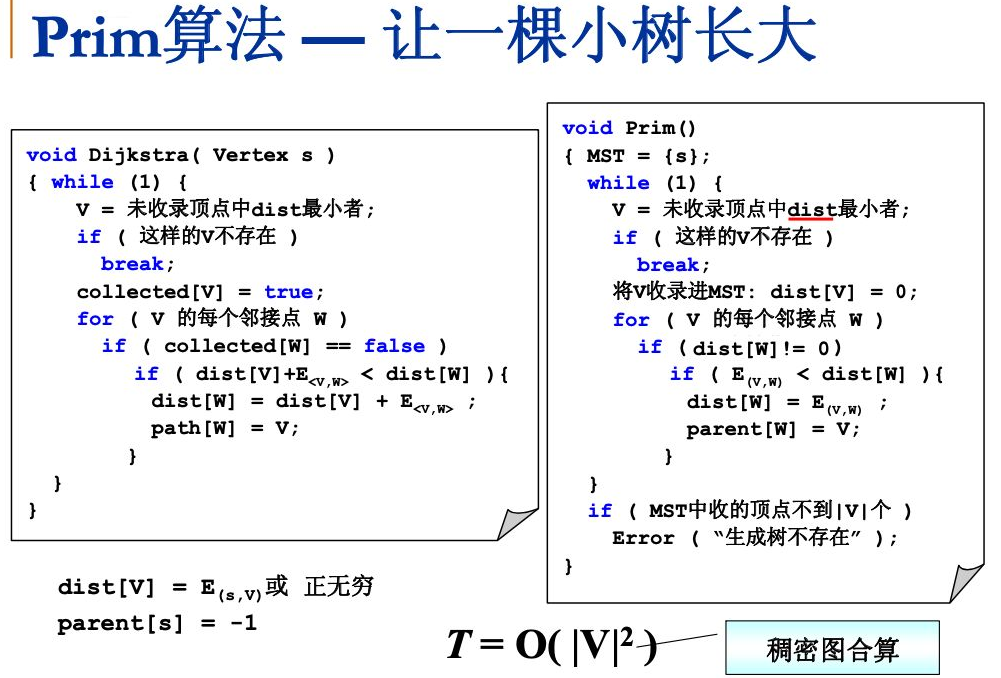 Prim算法 — 让一棵小树长大
void Dijkstra( Vertex s )
{ while (1) {
V = 未收录顶点中dist最小者;
if ( 这样的V不存在 )
break;
collected[V] = true;
for ( V 的每个邻接点 W )
if ( collected[W] == false )
if ( dist[V]+E<V,W> < dist[W] ){
dist[W] = dist[V] + E<V,W> ;
path[W] = V;
}
}
}
dist[V] = E(s,V)或 正无穷
parent[s] = -1
void Prim()
{ MST = {s};
while (1) {
V = 未收录顶点中dist最小者;
if ( 这样的V不存在 )
break;
将V收录进MST: dist[V] = 0;
for ( V 的每个邻接点 W )
if ( dist[W]!= 0)
if ( E(V,W) < dist[W] ){
dist[W] = E(V,W) ;
parent[W] = V;
}
}
if ( MST中收的顶点不到|V|个 )
Error ( “生成树不存在” );
}
T = O( |V|² )
稠密图合算